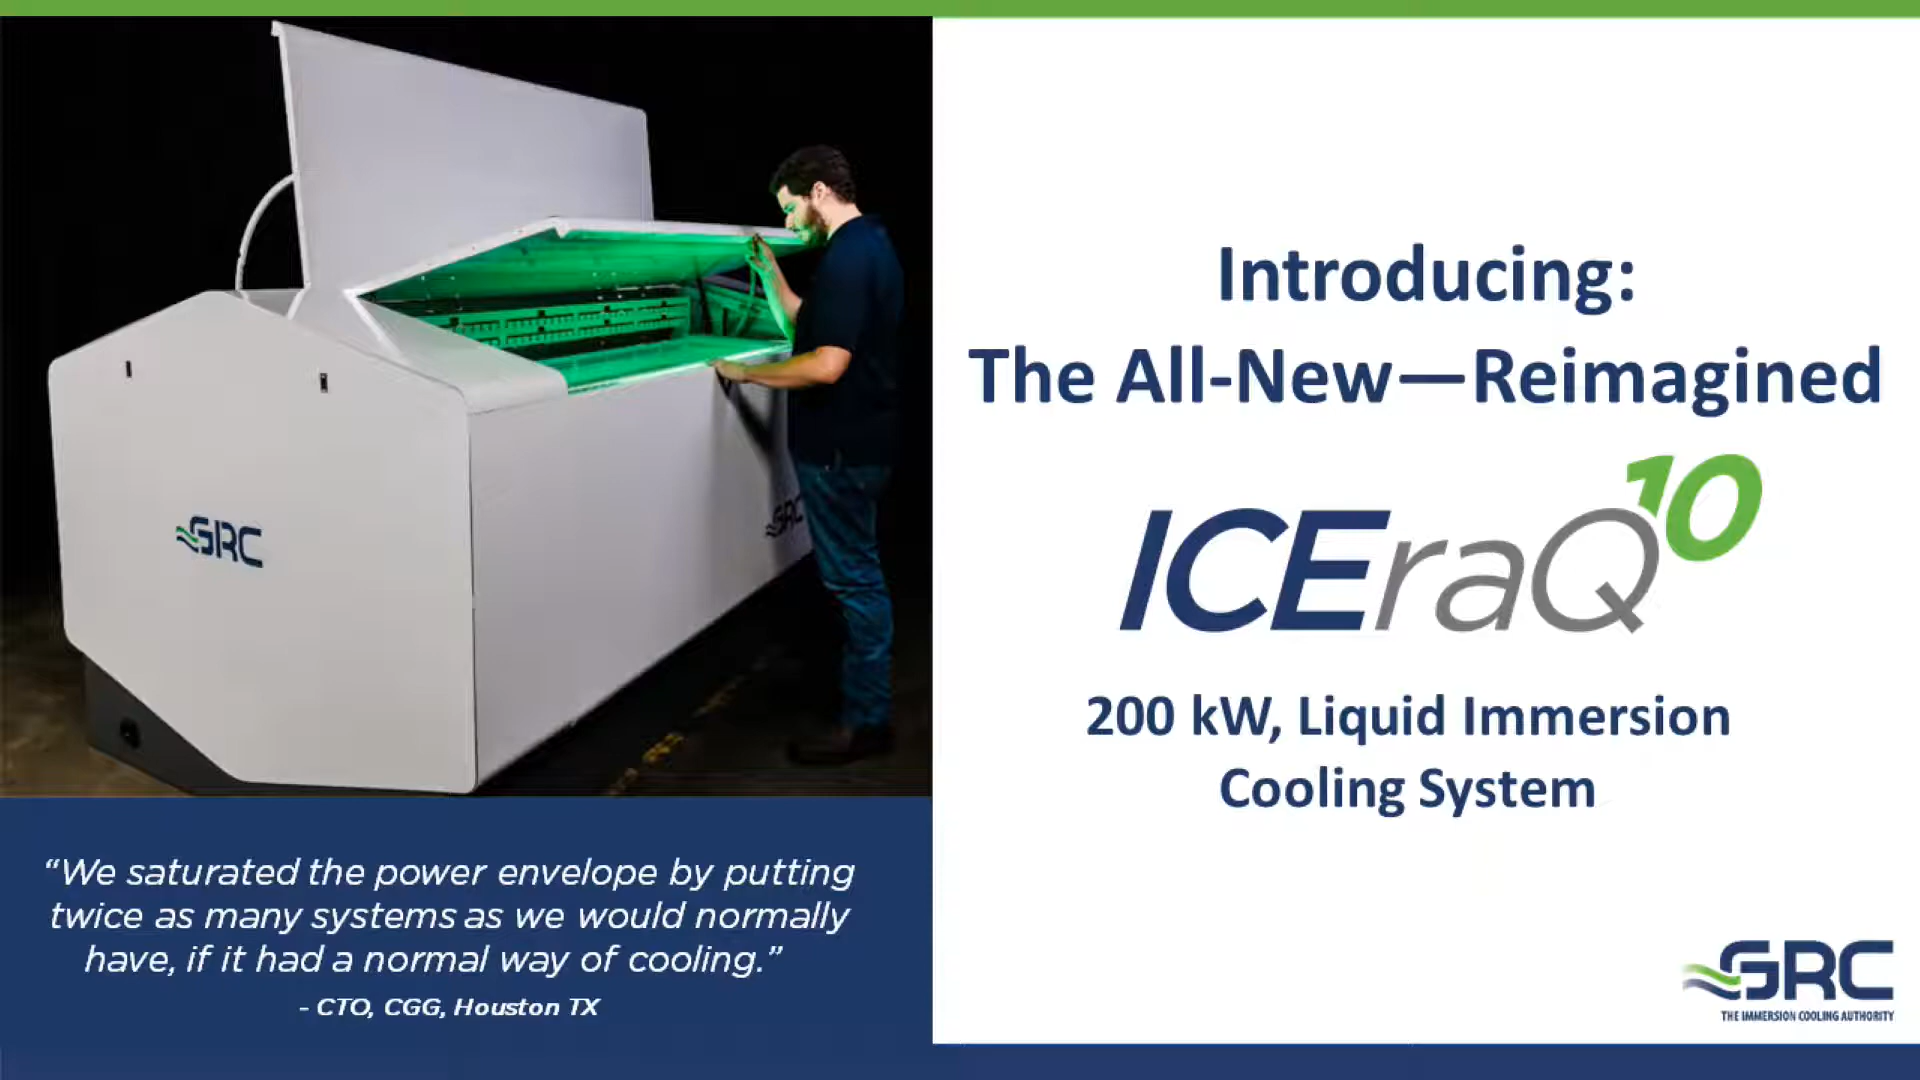 GRC
GRC
"We saturated the power envelope by putting
twice as many systems as we would normally
have, if it had a normal way of cooling."
- CTO, CGG, Houston TX
Introducing:
The All-New—Reimagined
ICEraQ10
200 kW, Liquid Immersion
Cooling System
GRC
THE IMMERSION COOLING AUTHORITY